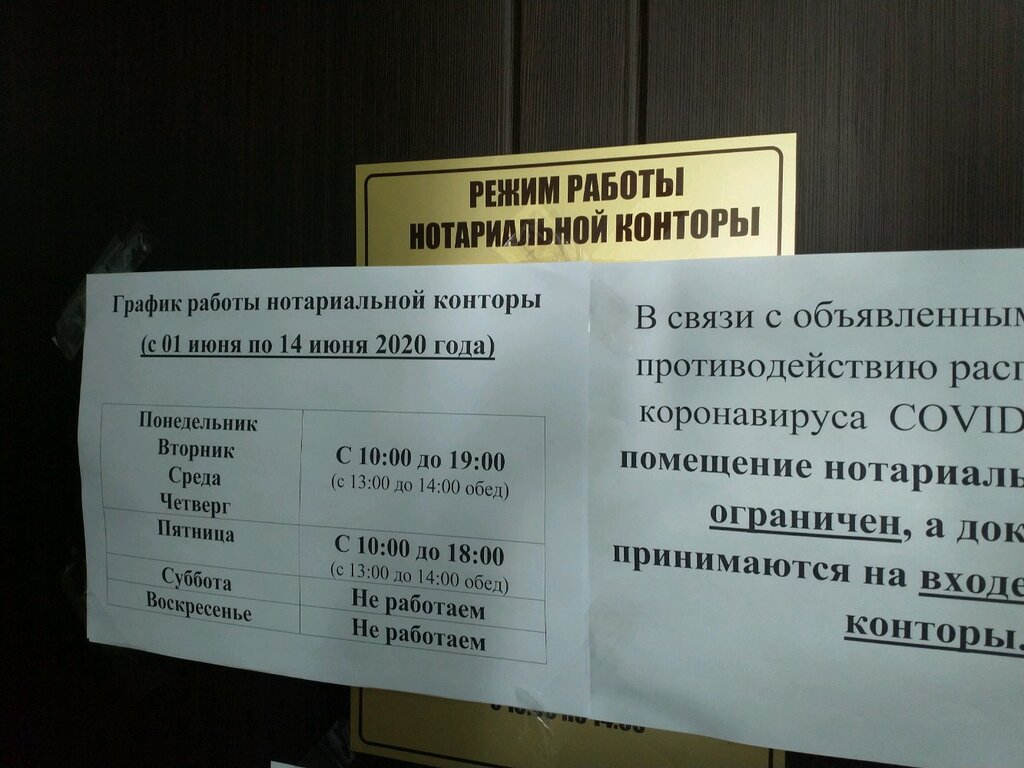 РЕЖИМ РАБОТЫ
НОТАРИАЛЬНОЙ КОНТОРЫ
График работы нотариальной конторы
(с 01 июня по 14 июня 2020 года)
Понедельник
Вторник
Среда
Четверг
С 10:00 до 19:00
(с 13:00 до 14:00 обед)
Пятница
С 10:00 до 18:00
(с 13:00 до 14:00 обед)
Суббота
Не работаем
Воскресенье
Не работаем
В связи с объявленным
противодействию
коронавируса COVID
помещение
ограничен, а
принимаются на
конторы.